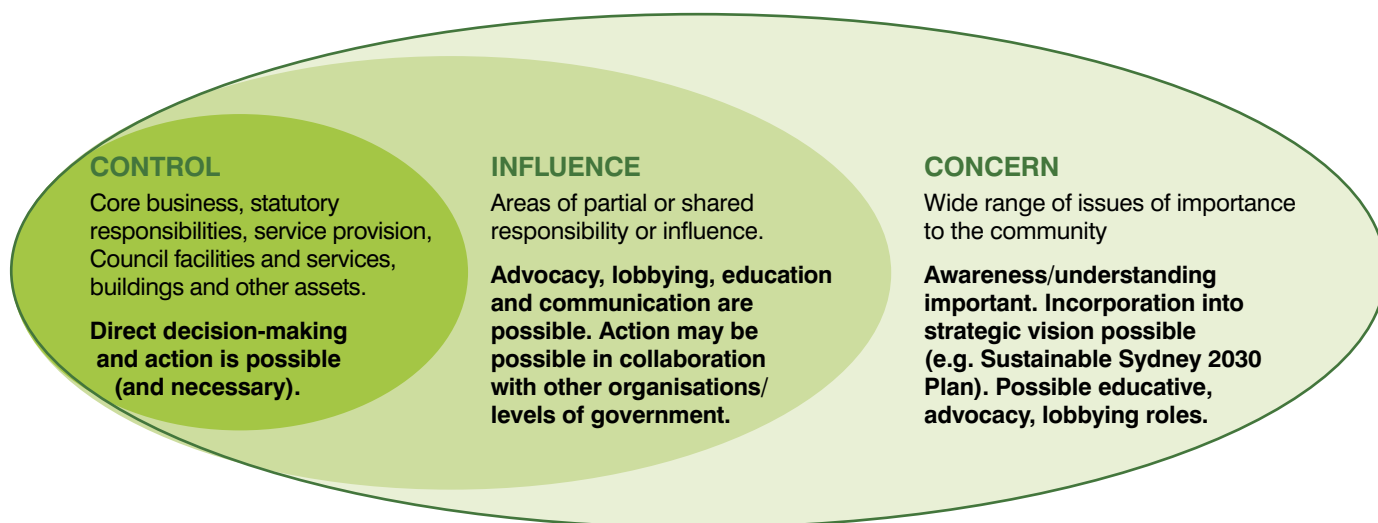 CONTROL
Core business, statutory
responsibilities, service provision,
Council facilities and services,
buildings and other assets.
Direct decision-making
and action is possible
(and necessary).
INFLUENCE
Areas of partial or shared
responsibility or influence.
Advocacy, lobbying, education
and communication are
possible. Action may be
possible in collaboration
with other organisations/
levels of government.
CONCERN
Wide range of issues of importance
to the community
Awareness/understanding
important. Incorporation into
strategic vision possible
(e.g. Sustainable Sydney 2030
Plan). Possible educative,
advocacy, lobbying roles.